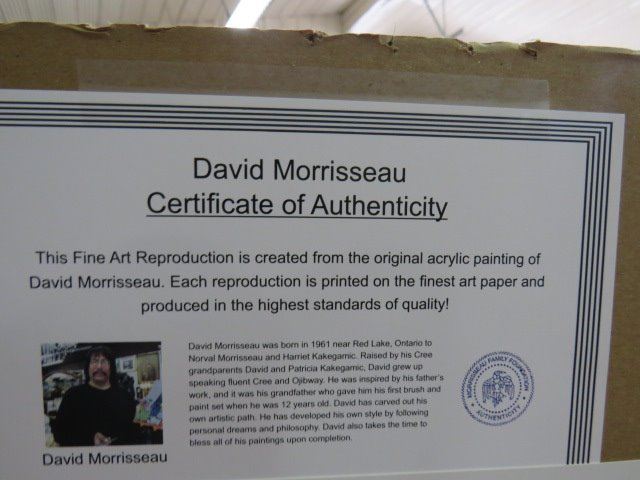 David Morrisseau
Certificate of Authenticity
This Fine Art Reproduction is created from the original acrylic painting of
David Morrisseau. Each reproduction is printed on the finest art paper and
produced in the highest standards of quality!
David Morrisseau was born in 1961 near Red Lake, Ontario to
Norval Morrisseau and Harriet Kakegamic. Raised by his Cree
grandparents David and Patricia Kakegamic, David grew up
speaking fluent Cree and Ojibway. He was inspired by his father's
work, and it was his grandfather who gave him his first brush and
paint set when he was 12 years old. David has carved out his
own artistic path. He has developed his own style by following
personal dreams and philosophy. David also takes the time to
bless all of his paintings upon completion.
David Morrisseau
MORRISSEAU FAMILY FOUNDATION
AUTHENTICITY